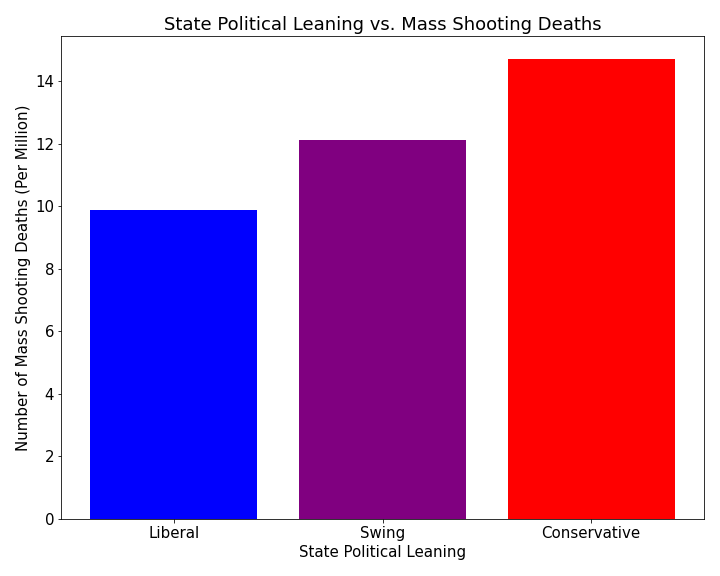 State Political Leaning vs. Mass Shooting Deaths
Number of Mass Shooting Deaths (Per Million)
14
12
10
8
6
4
2
0
Liberal
Swing
Conservative
State Political Leaning